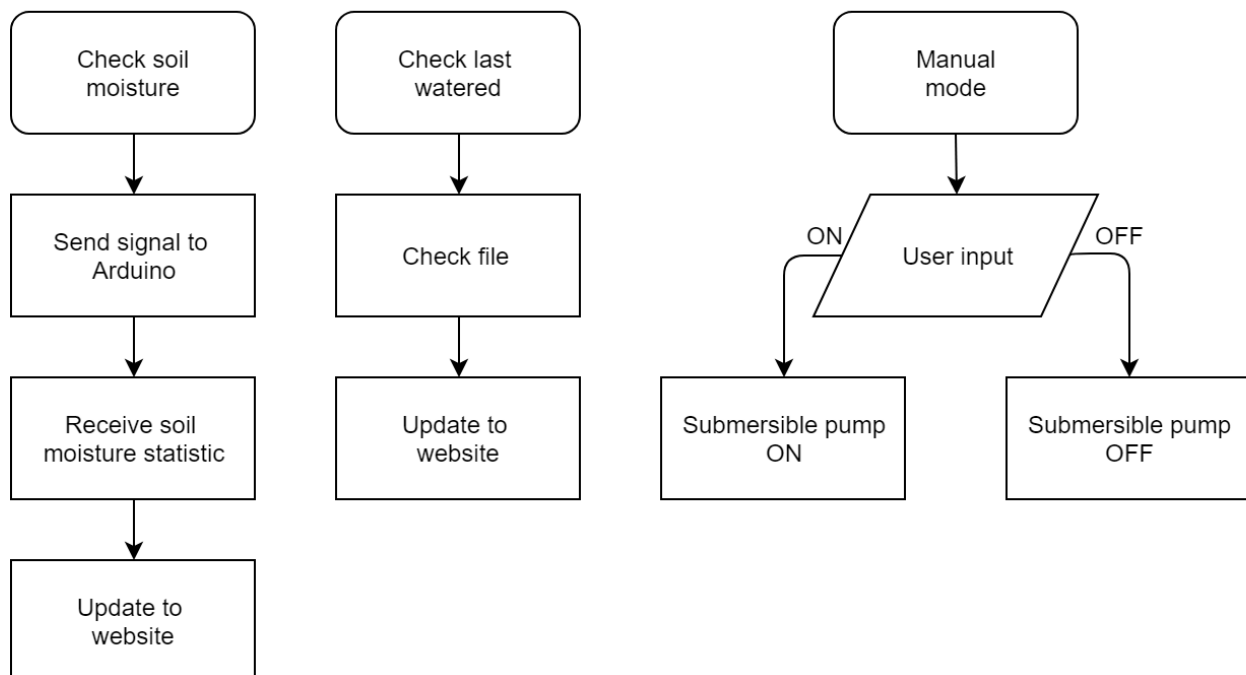 Check soil
moisture
Send signal to
Arduino
Receive soil
moisture statistic
Update to
website
Check last
watered
Check file
Update to
website
Manual
mode
User input
ON
OFF
Submersible pump
ON
Submersible pump
OFF